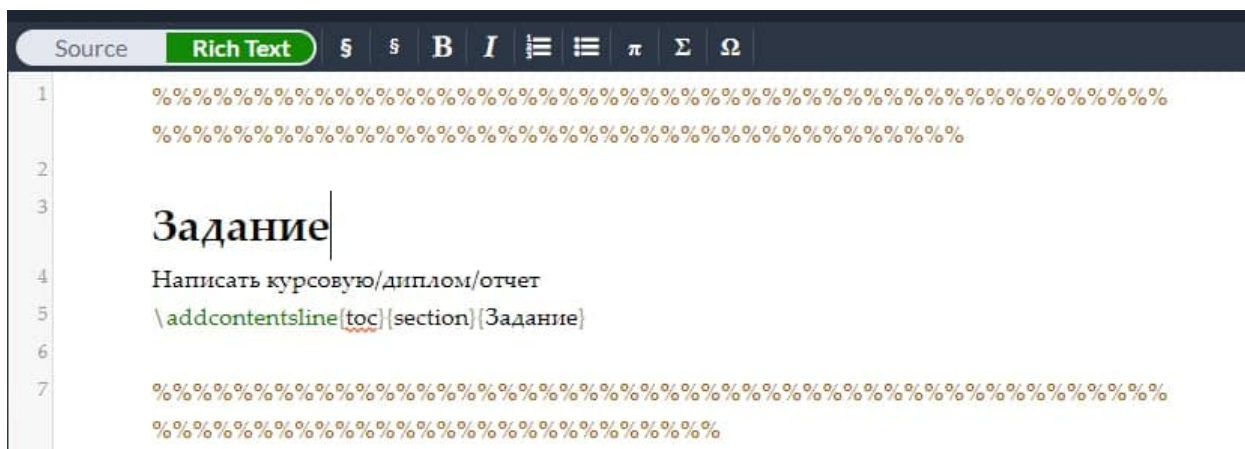 Source Rich Text § § B I π Σ Ω
1 %%%%%%%%%%%%%%%%%%%%%%%%%%%%%%%%%%%%%%%%%%%%%%%%%%
%%%%%%%%%%%%%%%%%%%%%%%%%%%%%%%%%%%%%%%%
2
3 Задание
4 Написать курсовую/диплом/отчет
5 \addcontentsline{toc}{section}{Задание}
6
7 %%%%%%%%%%%%%%%%%%%%%%%%%%%%%%%%%%%%%%%%%%%%%%%%%%
%%%%%%%%%%%%%%%%%%%%%%%%%%%%